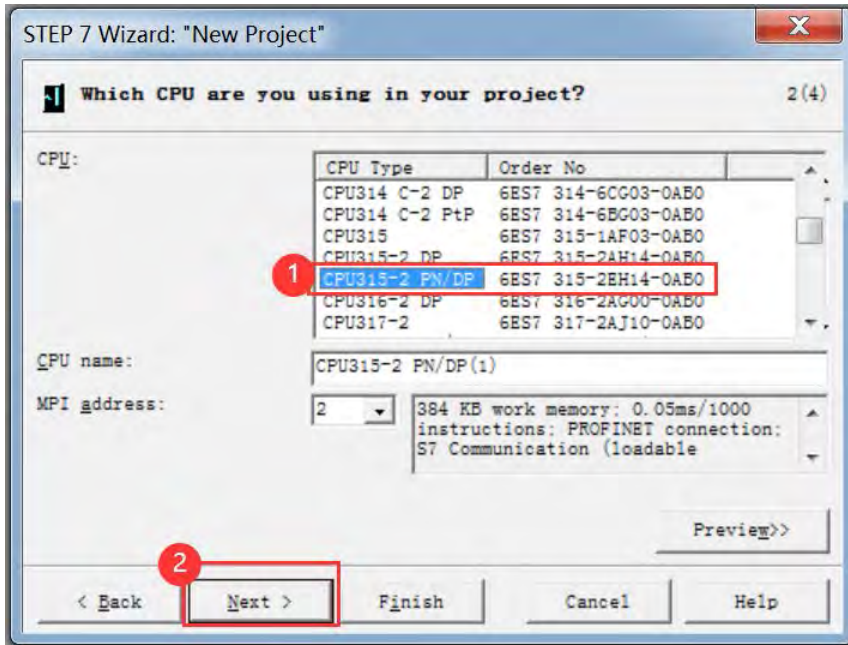 STEP 7 Wizard: "New Project"
X
Which CPU are you using in your project? 2(4)
CPU:
CPU Type Order No
CPU314 C-2 DP 6ES7 314-6CG03-0AB0
CPU314 C-2 PtP 6ES7 314-6BG03-0AB0
CPU315 6ES7 315-1AF03-0AB0
CPU315-2 DP 6ES7 315-2AH14-0AB0
1 CPU315-2 PN/DP 6ES7 315-2EH14-0AB0
CPU316-2 DP 6ES7 316-2AG00-0AB0
CPU317-2 6ES7 317-2AJ10-0AB0
CPU name: CPU315-2 PN/DP(1)
MPI address: 2
384 KB work memory; 0.05ms/1000
instructions; PROFINET connection;
S7 Communication (loadable
Preview>>
2
< Back Next > Finish Cancel Help